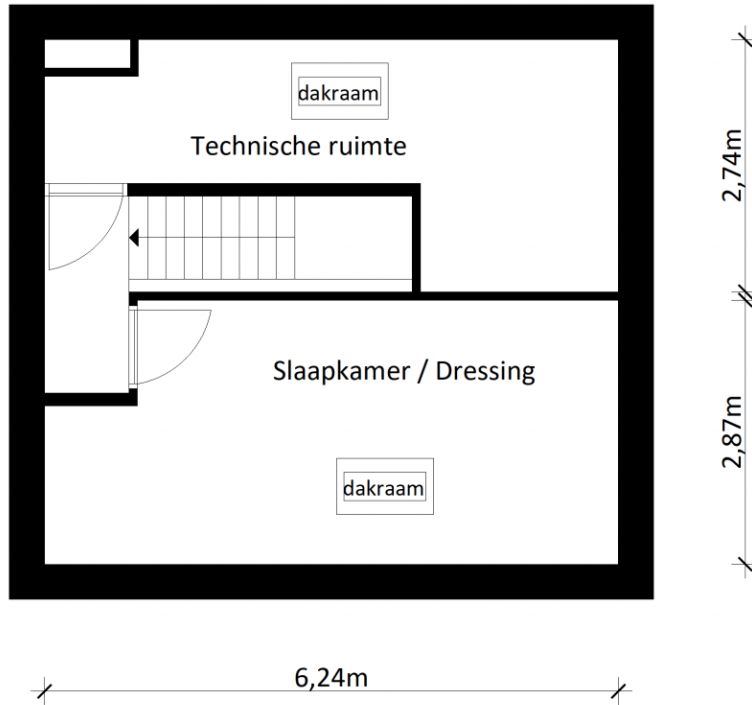 dakraam
Technische ruimte
2,74m
Slaapkamer / Dressing
2,87m
dakraam
6,24m